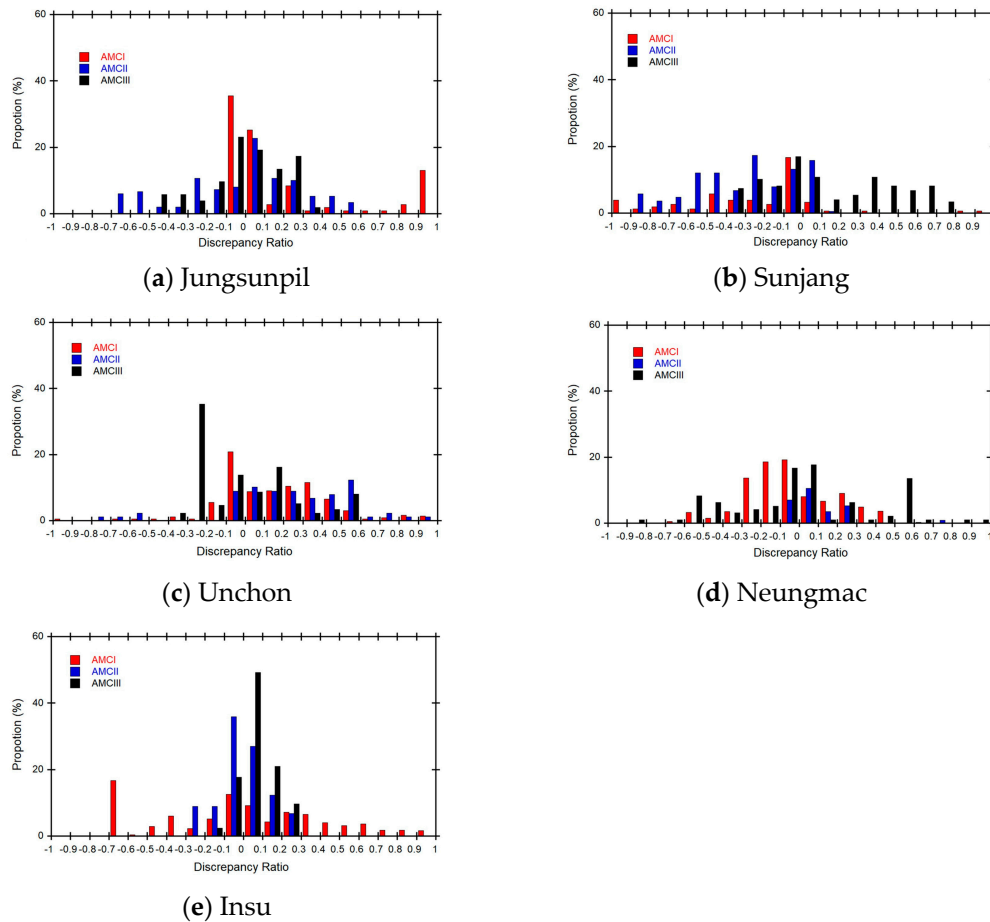 60
40
20
0
Propotion (%)
AMCI
AMCII
AMCIII
-1 -0.9 -0.8 -0.7 -0.6 -0.5 -0.4 -0.3 -0.2 -0.1 0 0.1 0.2 0.3 0.4 0.5 0.6 0.7 0.8 0.9 1
Discrepancy Ratio
(a) Jungsunpil
60
40
20
0
Propotion (%)
AMCI
AMCII
AMCIII
-1 -0.9 -0.8 -0.7 -0.6 -0.5 -0.4 -0.3 -0.2 -0.1 0 0.1 0.2 0.3 0.4 0.5 0.6 0.7 0.8 0.9
Discrepancy Ratio
(b) Sunjang
60
40
20
0
Propotion (%)
AMCI
AMCII
AMCIII
-1 -0.9 -0.8 -0.7 -0.6 -0.5 -0.4 -0.3 -0.2 -0.1 0 0.1 0.2 0.3 0.4 0.5 0.6 0.7 0.8 0.9 1
Discrepancy Ratio
(c) Unchon
60
40
20
0
Propotion (%)
AMCI
AMCII
AMCIII
-1 -0.9 -0.8 -0.7 -0.6 -0.5 -0.4 -0.3 -0.2 -0.1 0 0.1 0.2 0.3 0.4 0.5 0.6 0.7 0.8 0.9 1
Discrepancy Ratio
(d) Neungmac
60
40
20
0
Propotion (%)
AMCI
AMCII
AMCIII
-1 -0.9 -0.8 -0.7 -0.6 -0.5 -0.4 -0.3 -0.2 -0.1 0 0.1 0.2 0.3 0.4 0.5 0.6 0.7 0.8 0.9 1
Discrepancy Ratio
(e) Insu